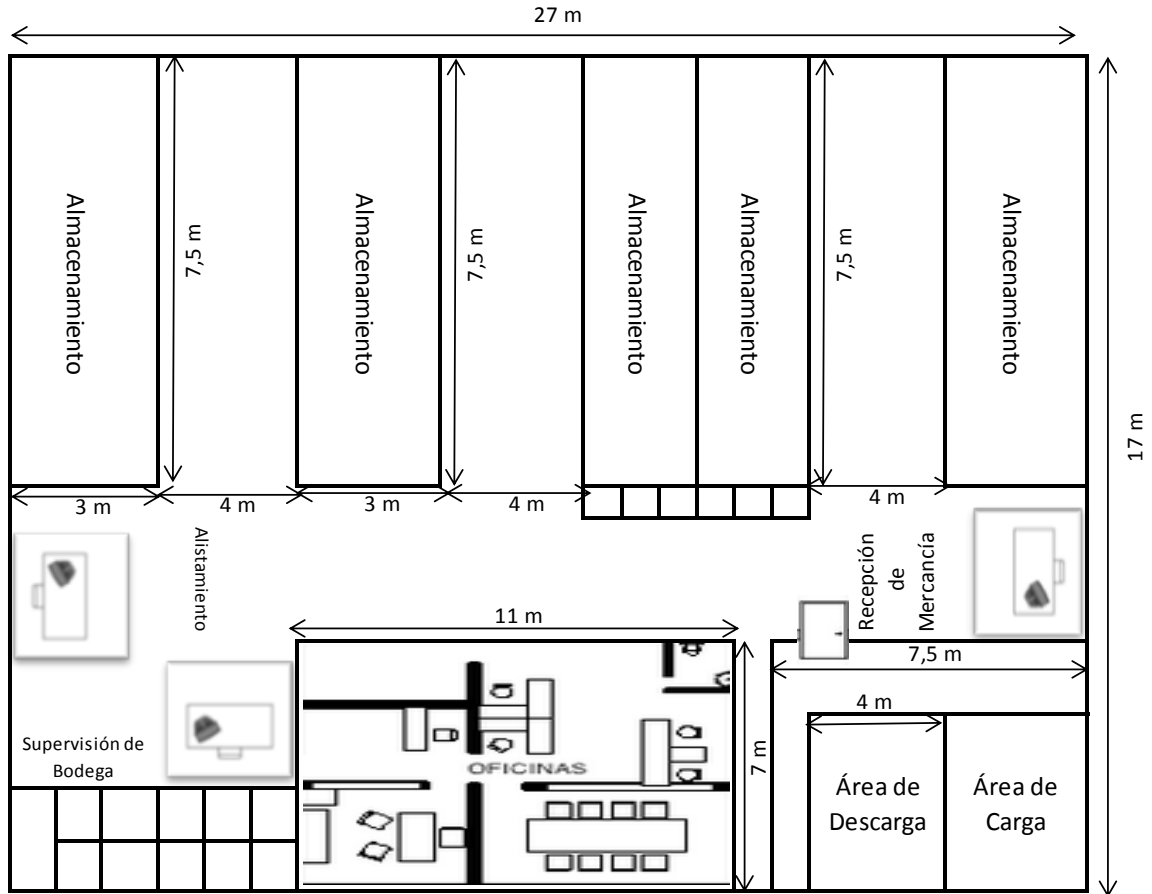 27 m
Almacenamiento
7,5 m
Almacenamiento
7,5 m
Almacenamiento
Almacenamiento
7,5 m
Almacenamiento
17 m
3 m
4 m
3 m
4 m
4 m
Alistamiento
Recepción
de
Mercancía
11 m
7,5 m
4 m
7 m
Supervisión de
Bodega
OFICINAS
Área de
Descarga
Área de
Carga